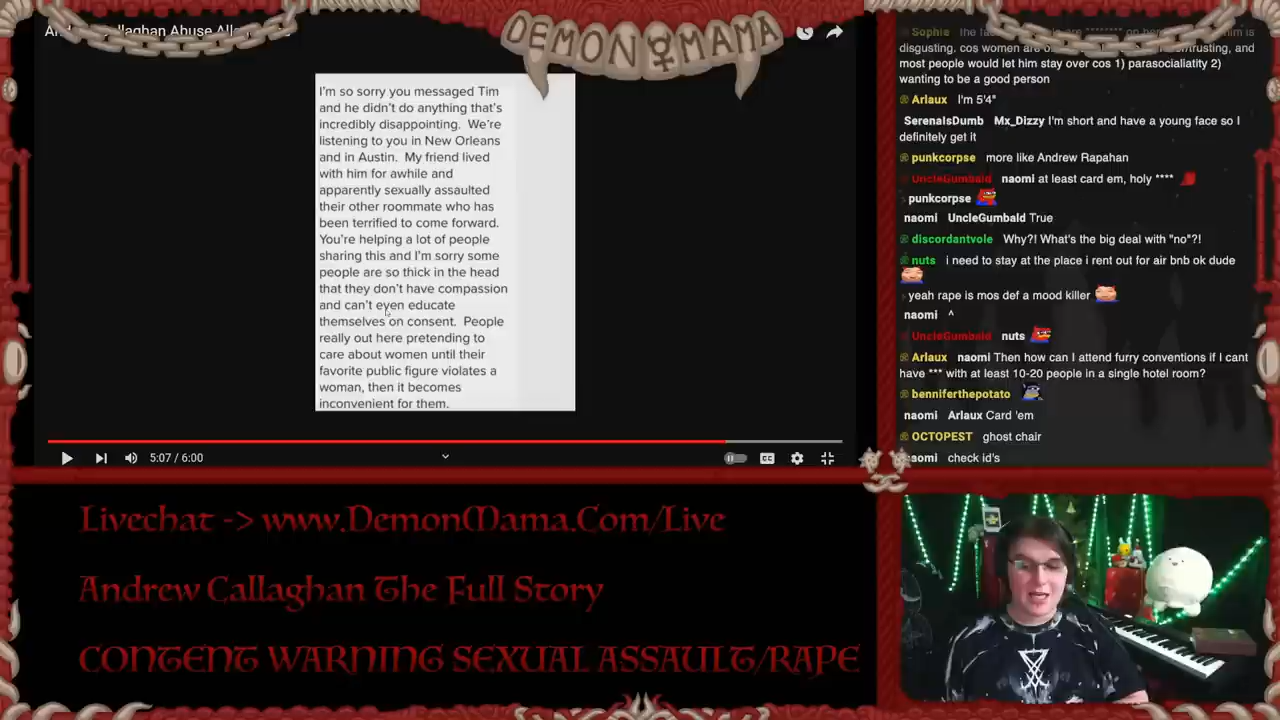 DEMON MAMA
I'm so sorry you messaged Tim
and he didn't do anything that's
incredibly disappointing. We're
listening to you in New Orleans
and in Austin. My friend lived
with him for awhile and
apparently sexually assaulted
their other roommate who has
been terrified to come forward.
You're helping a lot of people
sharing this and I'm sorry some
people are so thick in the head
that they don't have compassion
and can't even educate
themselves on consent. People
really out here pretending to
care about women until their
favorite public figure violates a
woman, then it becomes
inconvenient for them.
5:07 / 6:00
CC
Sophie
disgusting, cos women are
trusting, and
most people would let him stay over cos 1) parasocialiatity 2)
wanting to be a good person
Arlaux I'm 5'4"
SerenaIsDumb Mx_Dizzy I'm short and have a young face so I
definitely get it
punkcorpse more like Andrew Rapahan
UncleGumbald naomi at least card em, holy ****
punkcorpse
naomi UncleGumbald True
discordantvole Why?! What's the big deal with "no"?!
nuts i need to stay at the place i rent out for air bnb ok dude
yeah rape is mos def a mood killer
naomi ^
UncleGumbald nuts
Arlaux naomi Then how can I attend furry conventions if I cant
have *** with at least 10-20 people in a single hotel room?
benniferthepotato
naomi Arlaux Card 'em
OCTOPEST ghost chair
naomi check id's
Livechat -> www.DemonMama.Com/Live
Andrew Callaghan The Full Story
CONTENT WARNING SEXUAL ASSAULT/RAPE